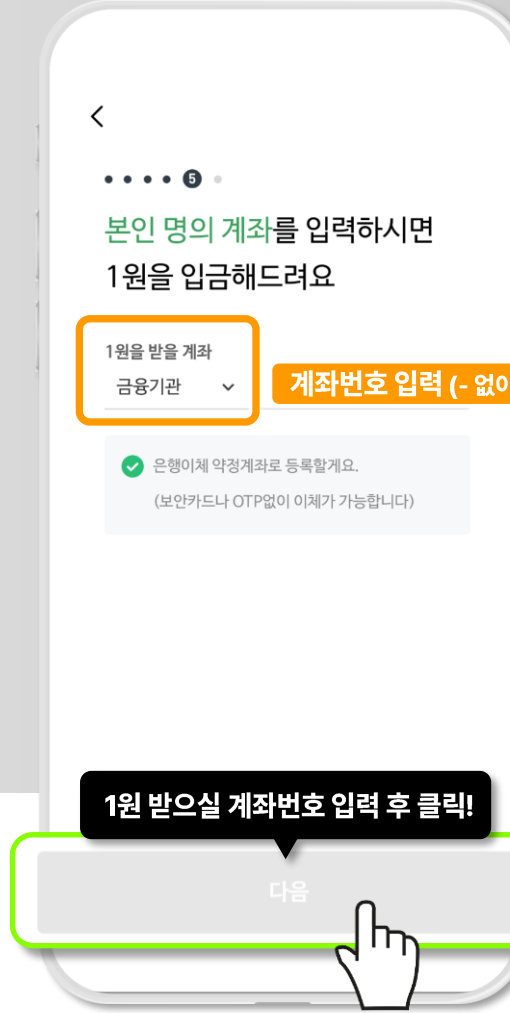 5
본인 명의 계좌를 입력하시면
1원을 입금해드려요
1원을 받을 계좌
금융기관
계좌번호 입력 (- 없이
은행이체 약정계좌로 등록할게요.
(보안카드나 OTP없이 이체가 가능합니다)
1원 받으실 계좌번호 입력 후 클릭!
다음